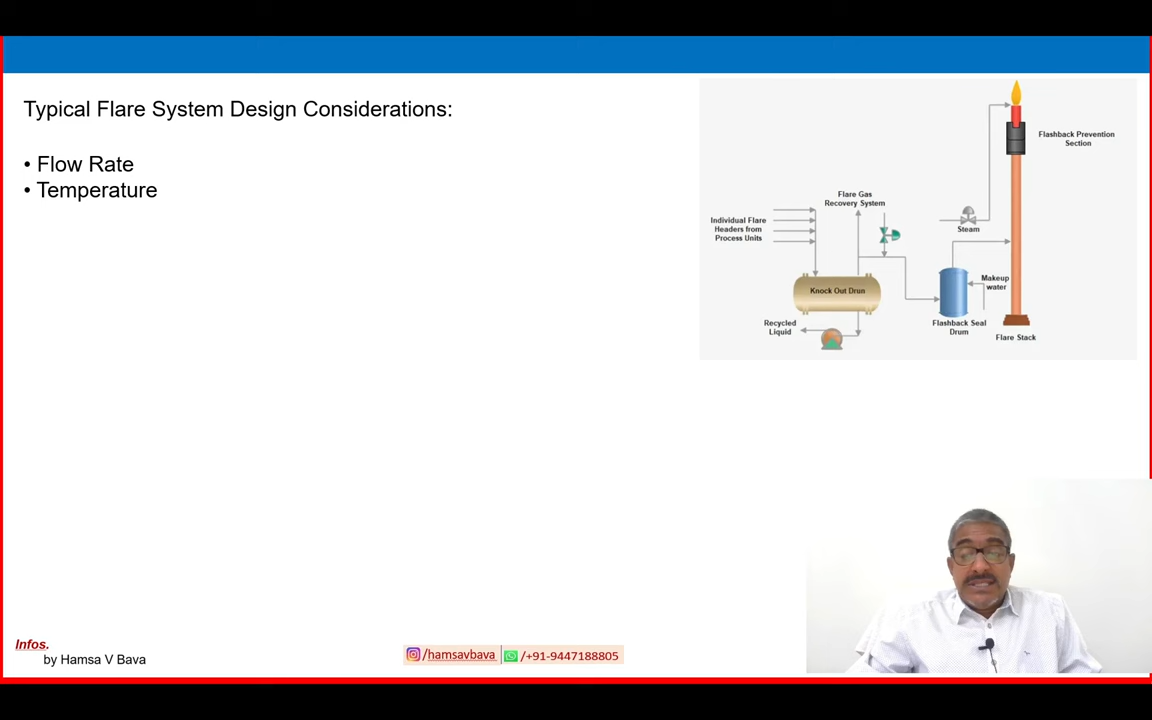 Typical Flare System Design Considerations:
• Flow Rate
• Temperature
Flashback Prevention
Section
Flare Gas
Recovery System
Individual Flare
Headers from
Process Units
Steam
Knock Out Drun
Makeup
water
Recycled
Liquid
Flashback Seal
Drum
Flare Stack
Infos.
by Hamsa V Bava
/hamsavbava
/+91-9447188805